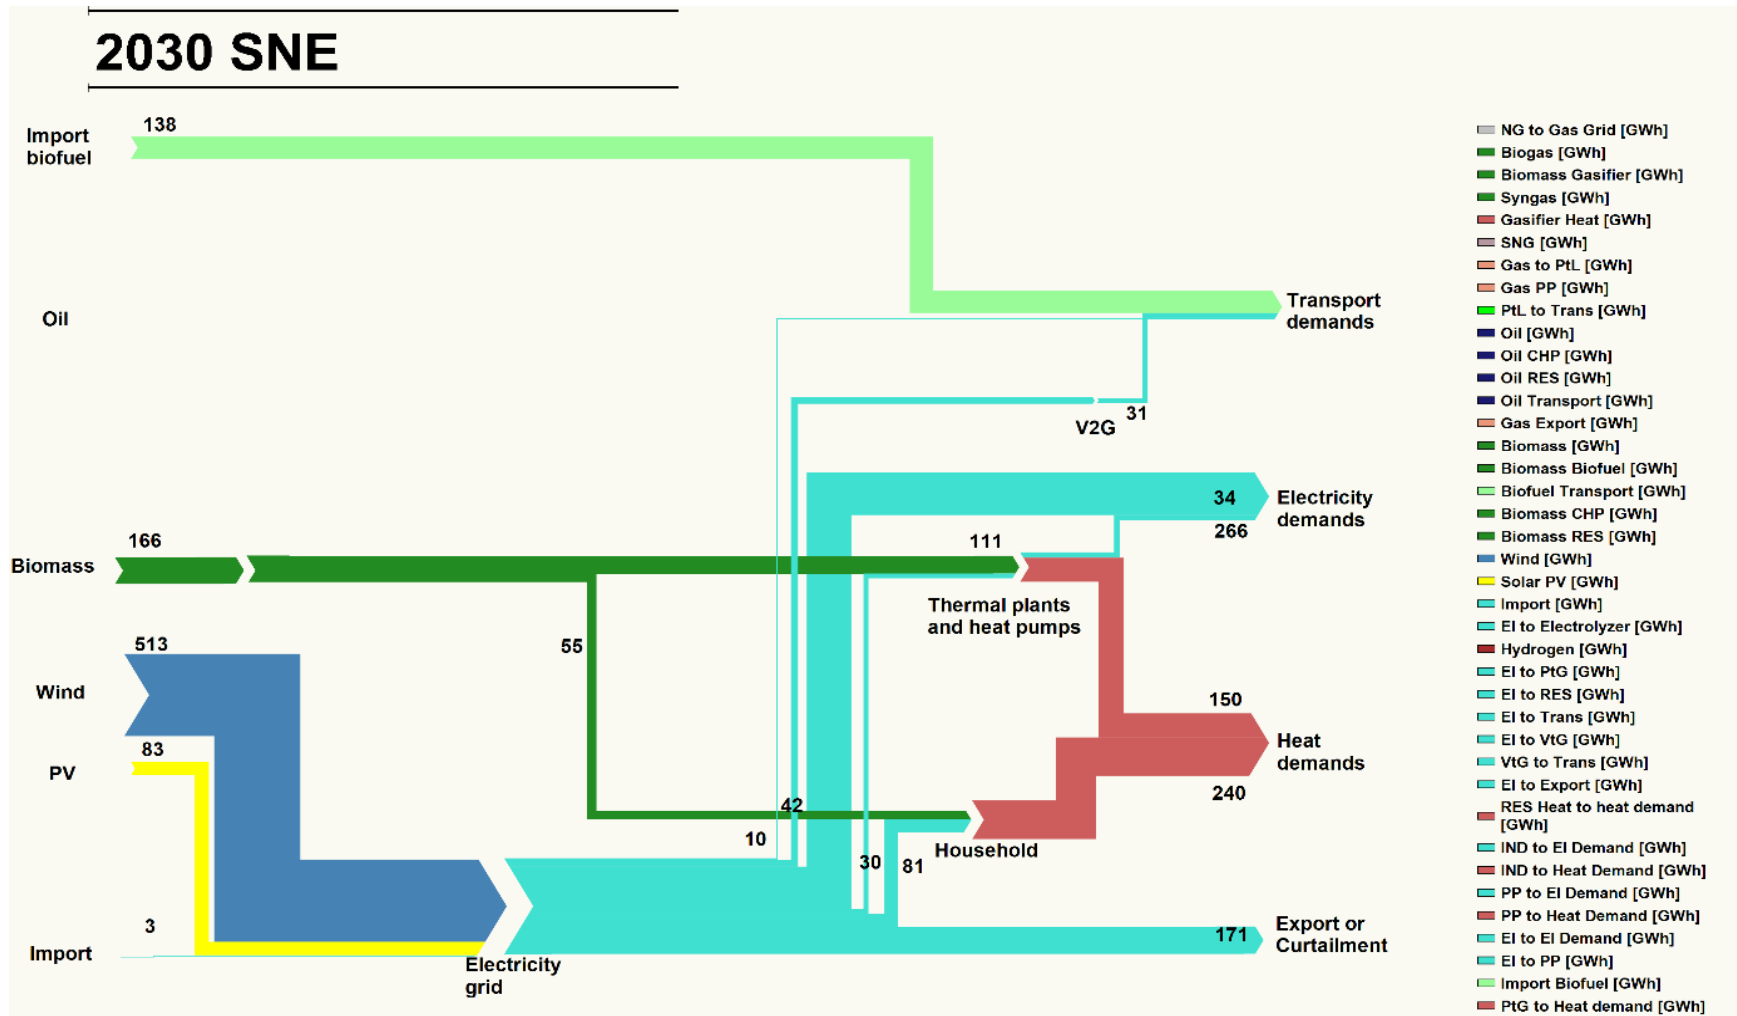 2030 SNE
138
Import
biofuel
Transport
demands
Oil
31
V2G
34
Electricity
demands
266
166
111
Biomass
Thermal plants
and heat pumps
55
513
Wind
150
83
PV
Heat
demands
240
42
10
Household
30
81
3
Export or
Curtailment
171
Import
Electricity
grid
NG to Gas Grid [GWh]
Biogas [GWh]
Biomass Gasifier [GWh]
Syngas [GWh]
Gasifier Heat [GWh]
SNG [GWh]
Gas to PtL [GWh]
Gas PP [GWh]
PtL to Trans [GWh]
Oil [GWh]
Oil CHP [GWh]
Oil RES [GWh]
Oil Transport [GWh]
Gas Export [GWh]
Biomass [GWh]
Biomass Biofuel [GWh]
Biofuel Transport [GWh]
Biomass CHP [GWh]
Biomass RES [GWh]
Wind [GWh]
Solar PV [GWh]
Import [GWh]
El to Electrolyzer [GWh]
Hydrogen [GWh]
El to PtG [GWh]
El to RES [GWh]
El to Trans [GWh]
El to VtG [GWh]
VtG to Trans [GWh]
El to Export [GWh]
RES Heat to heat demand
[GWh]
IND to El Demand [GWh]
IND to Heat Demand [GWh]
PP to El Demand [GWh]
PP to Heat Demand [GWh]
El to El Demand [GWh]
El to PP [GWh]
Import Biofuel [GWh]
PtG to Heat demand [GWh]